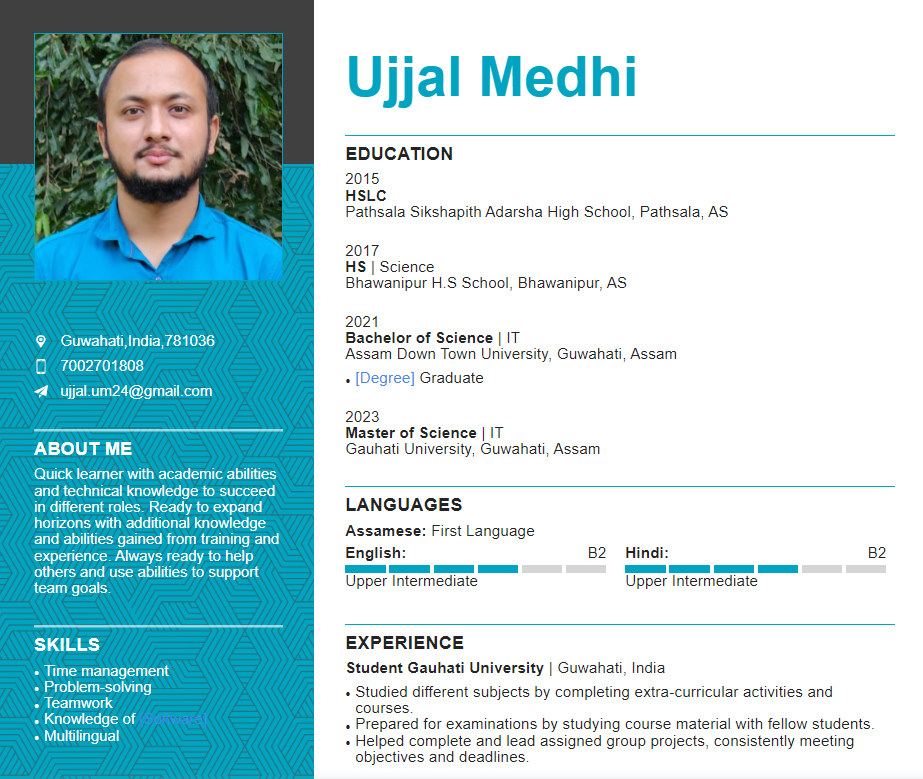 Ujjal Medhi
Guwahati,India,781036
7002701808
ujjal.um24@gmail.com
ABOUT ME
Quick learner with academic abilities
and technical knowledge to succeed
in different roles. Ready to expand
horizons with additional knowledge
and abilities gained from training and
experience. Always ready to help
others and use abilities to support
team goals.
SKILLS
• Time management
• Problem-solving
• Teamwork
• Knowledge of [Software]
• Multilingual
EDUCATION
2015
HSLC
Pathsala Sikshapith Adarsha High School, Pathsala, AS
2017
HS | Science
Bhawanipur H.S School, Bhawanipur, AS
2021
Bachelor of Science | IT
Assam Down Town University, Guwahati, Assam
• [Degree] Graduate
2023
Master of Science | IT
Gauhati University, Guwahati, Assam
LANGUAGES
Assamese: First Language
English: B2
Upper Intermediate
Hindi: B2
Upper Intermediate
EXPERIENCE
Student Gauhati University | Guwahati, India
• Studied different subjects by completing extra-curricular activities and
courses.
• Prepared for examinations by studying course material with fellow students.
• Helped complete and lead assigned group projects, consistently meeting
objectives and deadlines.